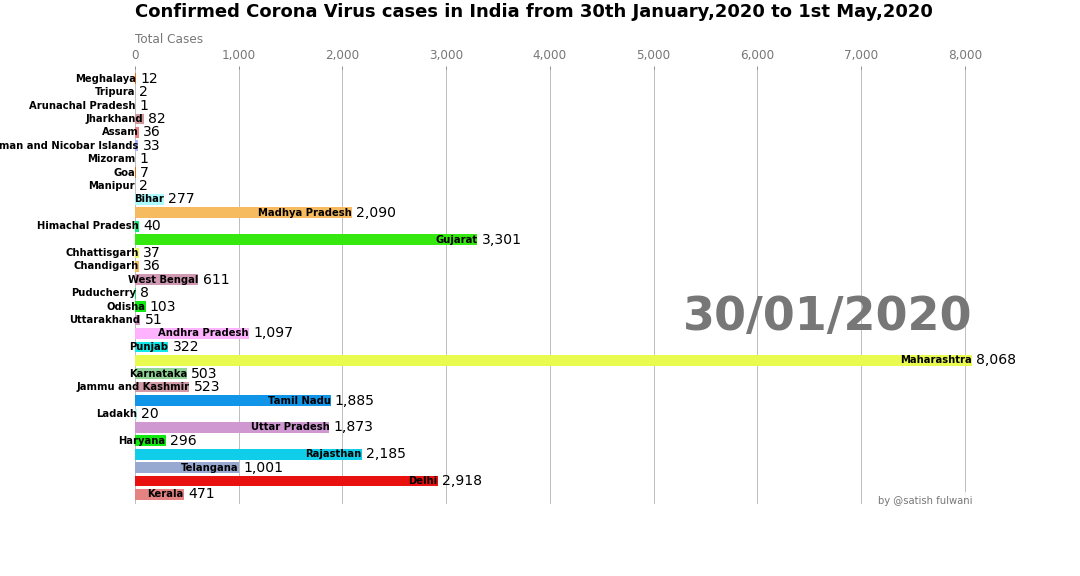 Confirmed Corona Virus cases in India from 30th January,2020 to 1st May,2020
Total Cases
0 1,000 2,000 3,000 4,000 5,000 6,000 7,000 8,000
Meghalaya 12
Tripura 2
Arunachal Pradesh 1
Jharkhand 82
Assam 36
man and Nicobar Islands 33
Mizoram 1
Goa 7
Manipur 2
Bihar 277
Madhya Pradesh 2,090
Himachal Pradesh 40
Gujarat 3,301
Chhattisgarh 37
Chandigarh 36
West Bengal 611
Puducherry 8
Odisha 103
Uttarakhand 51
30/01/2020
Andhra Pradesh 1,097
Punjab 322
Maharashtra 8,068
Karnataka 503
Jammu and Kashmir 523
Tamil Nadu 1,885
Ladakh 20
Uttar Pradesh 1,873
Haryana 296
Rajasthan 2,185
Telangana 1,001
Delhi 2,918
Kerala 471
by @satish fulwani